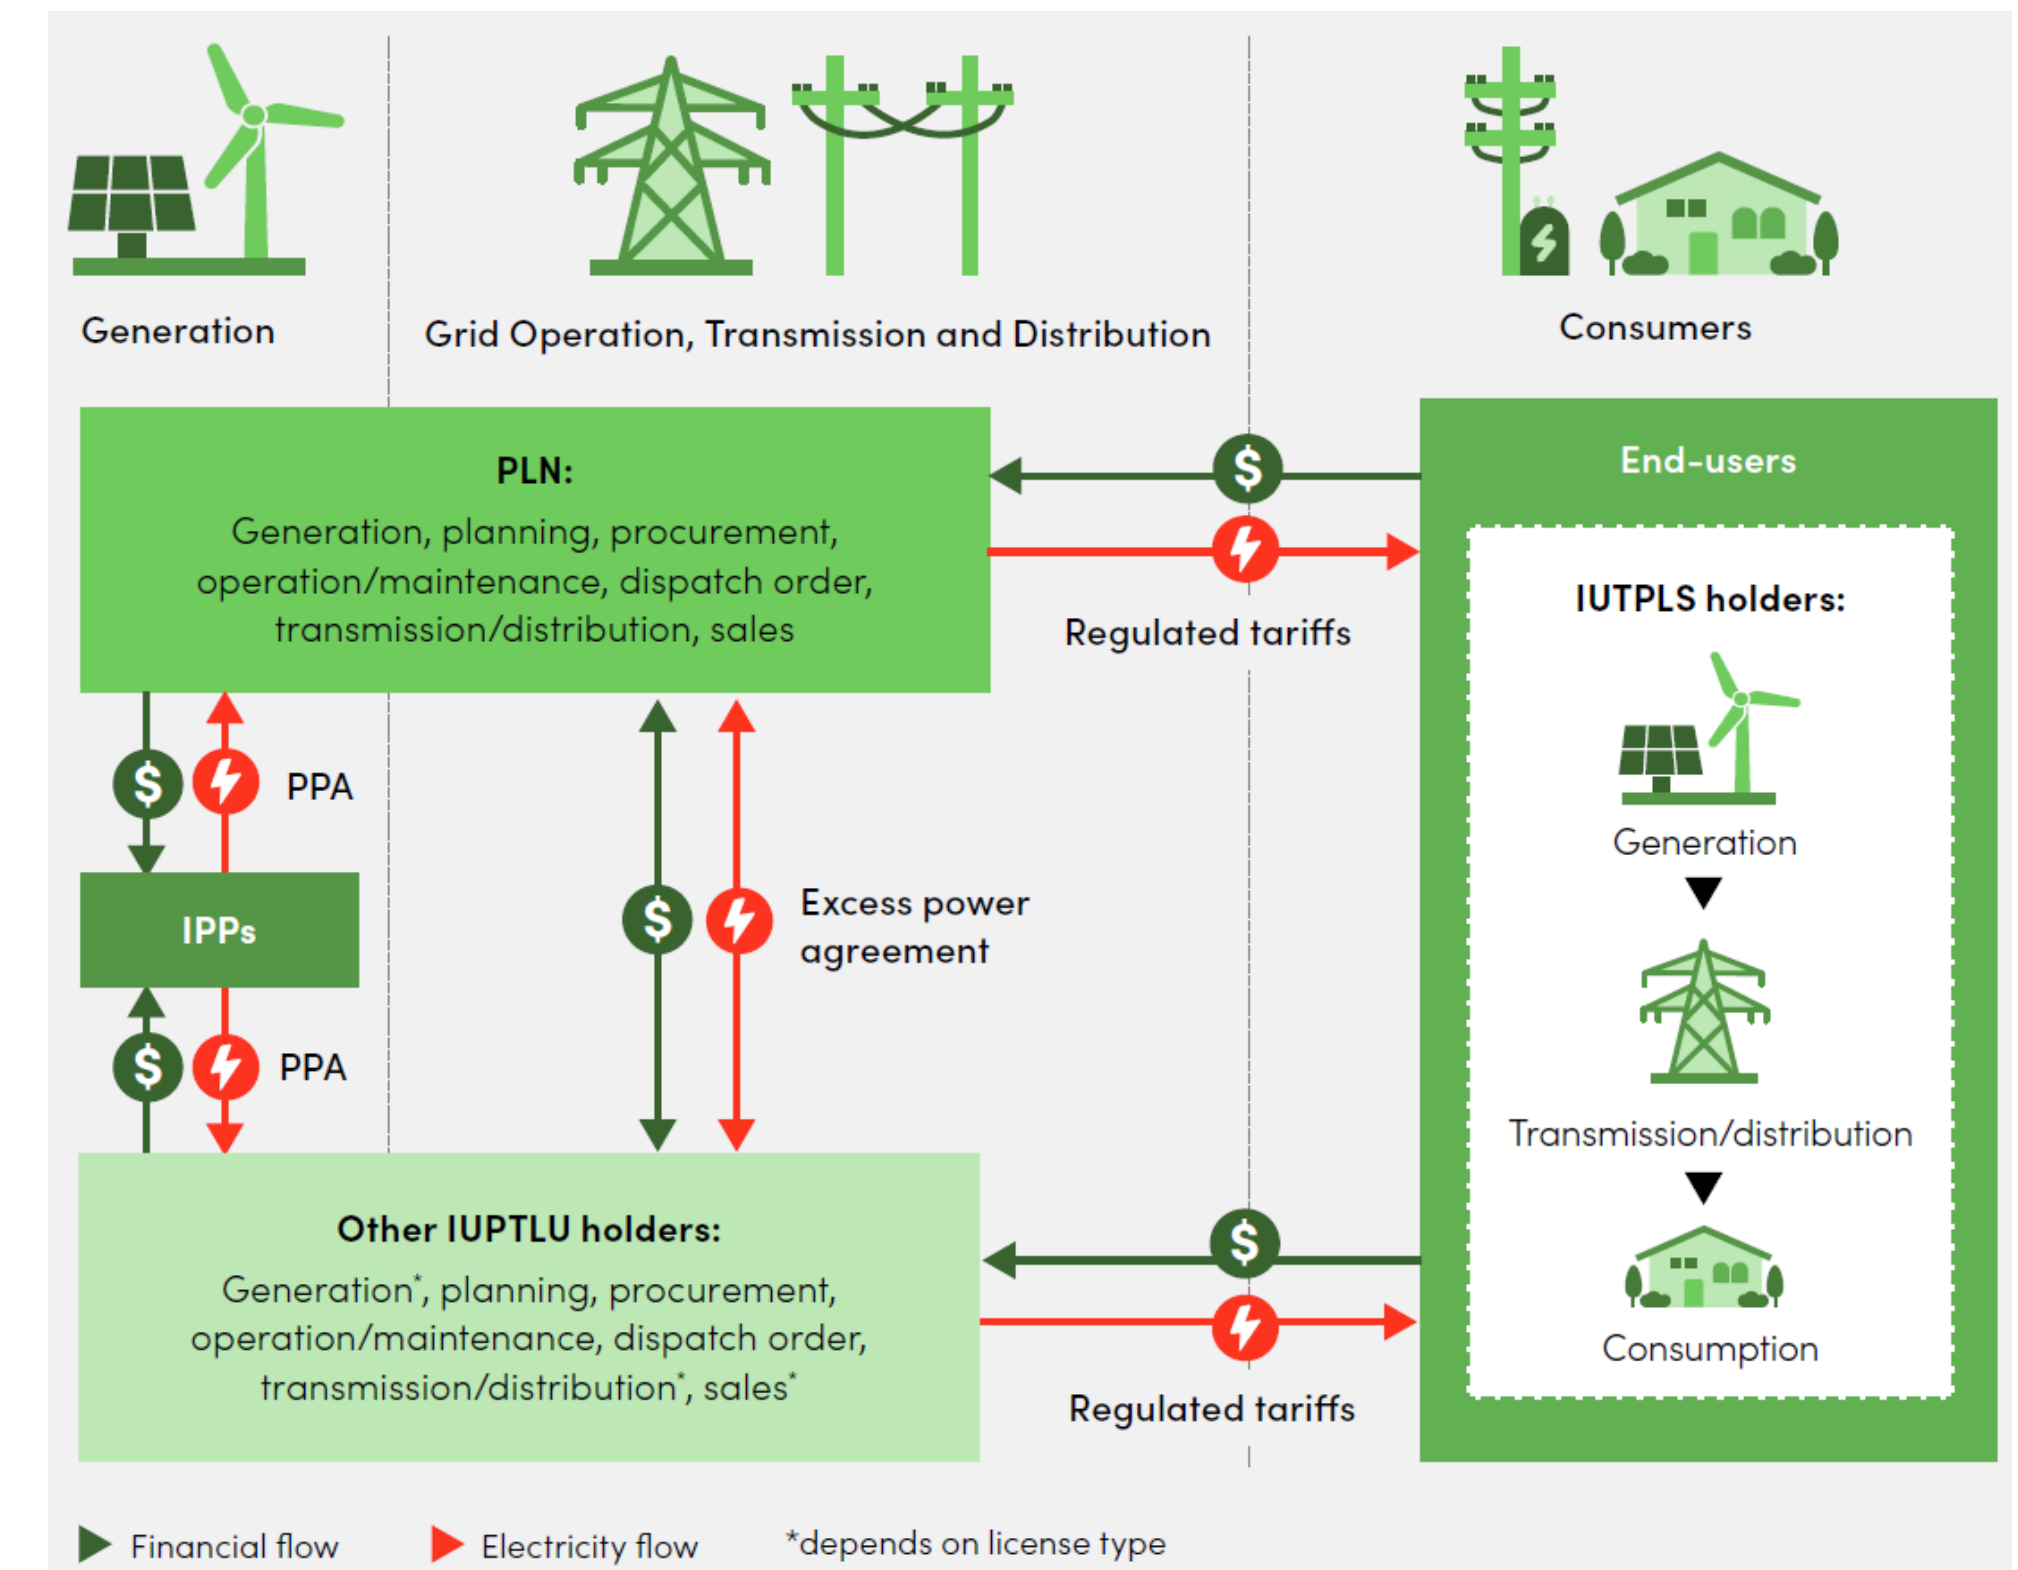 Generation
Grid Operation, Transmission and Distribution
Consumers
PLN:
Generation, planning, procurement,
operation/maintenance, dispatch order,
transmission/distribution, sales
$
Regulated tariffs
End-users
IUTPLS holders:
Generation
Transmission/distribution
Consumption
$
PPA
IPPs
$
PPA
$
Excess power
agreement
Other IUPTLU holders:
Generation*, planning, procurement,
operation/maintenance, dispatch order,
transmission/distribution*, sales*
$
Regulated tariffs
Financial flow
Electricity flow
*depends on license type